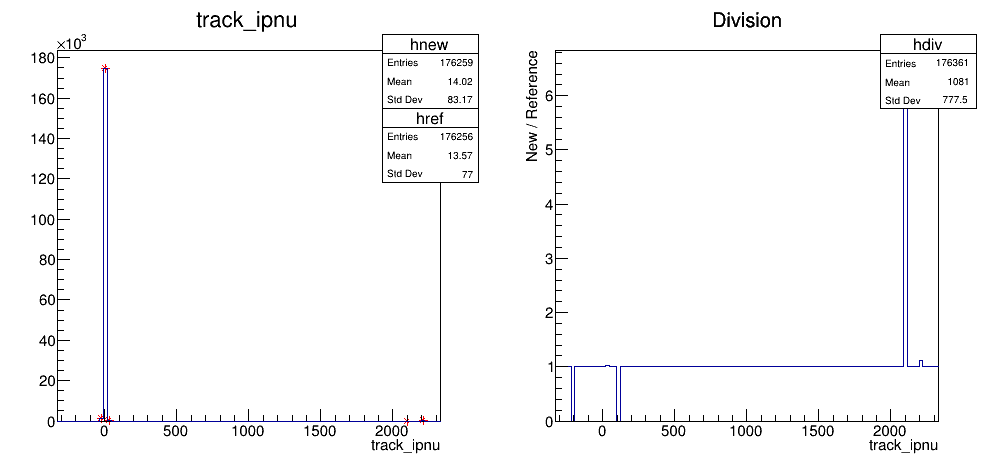 track_ipnu
×10³
180
160
140
120
100
80
60
40
20
0
0 500 1000 1500 2000
track_ipnu
hnew
Entries 176259
Mean 14.02
Std Dev 83.17
href
Entries 176256
Mean 13.57
Std Dev 77
Division
New / Reference
6
5
4
3
2
1
0
0 500 1000 1500 2000
track_ipnu
hdiv
Entries 176361
Mean 1081
Std Dev 777.5